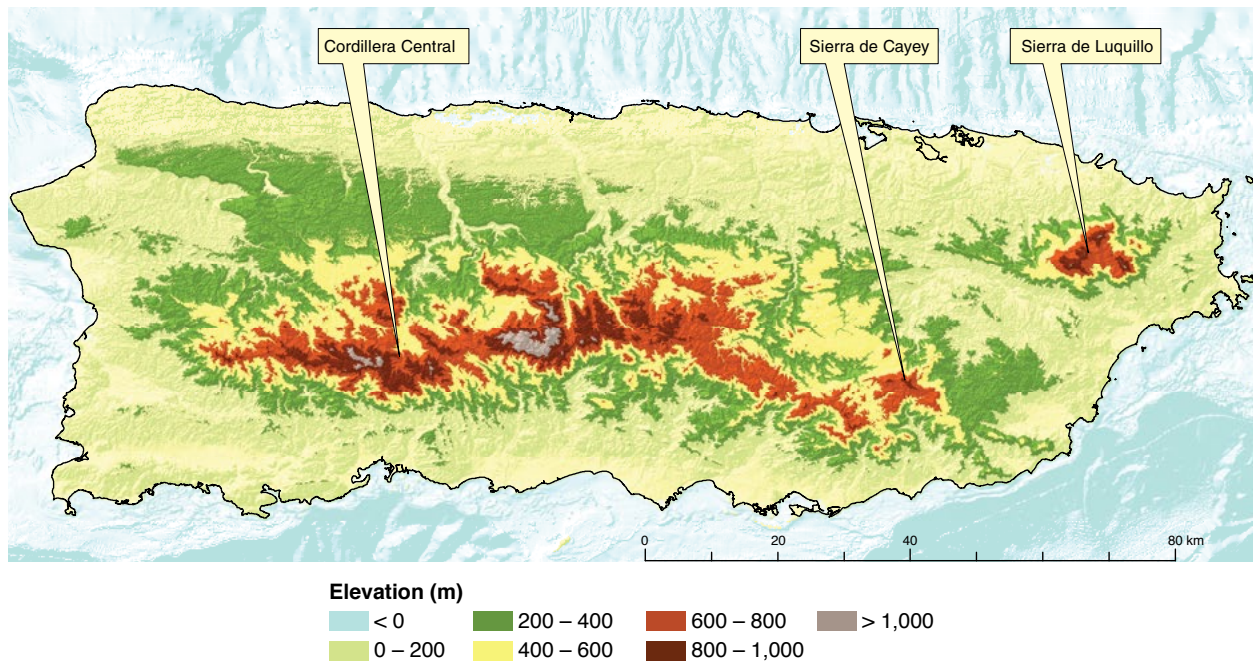 Cordillera Central
Sierra de Cayey
Sierra de Luquillo
0 20 40 80 km
Elevation (m)
< 0 200 – 400 600 – 800 > 1,000
0 – 200 400 – 600 800 – 1,000